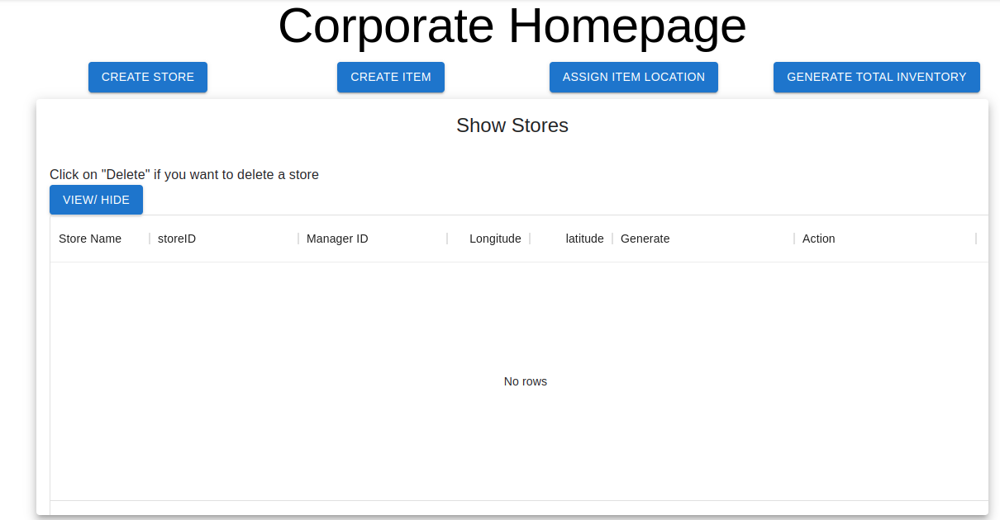 Corporate Homepage
CREATE STORE CREATE ITEM ASSIGN ITEM LOCATION GENERATE TOTAL INVENTORY
Show Stores
Click on "Delete" if you want to delete a store
VIEW/ HIDE
Store Name storeID Manager ID Longitude latitude Generate Action
No rows